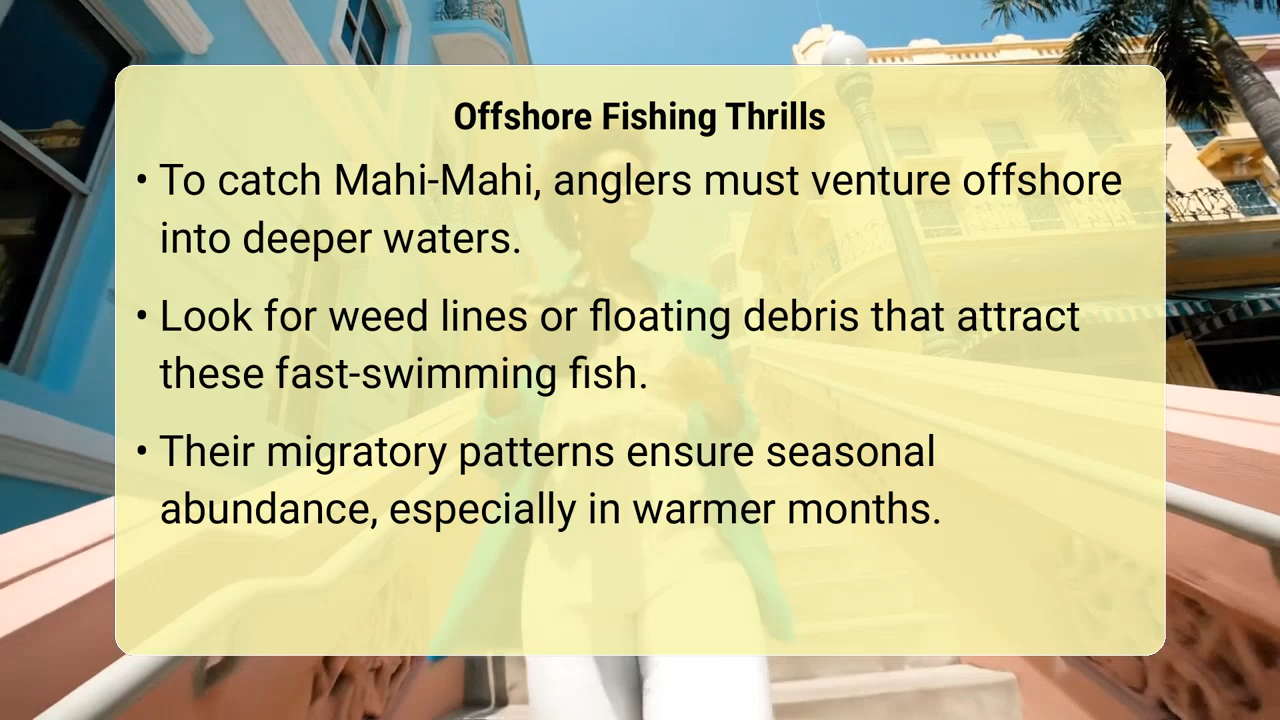 Offshore Fishing Thrills
• To catch Mahi-Mahi, anglers must venture offshore
into deeper waters.
• Look for weed lines or floating debris that attract
these fast-swimming fish.
• Their migratory patterns ensure seasonal
abundance, especially in warmer months.